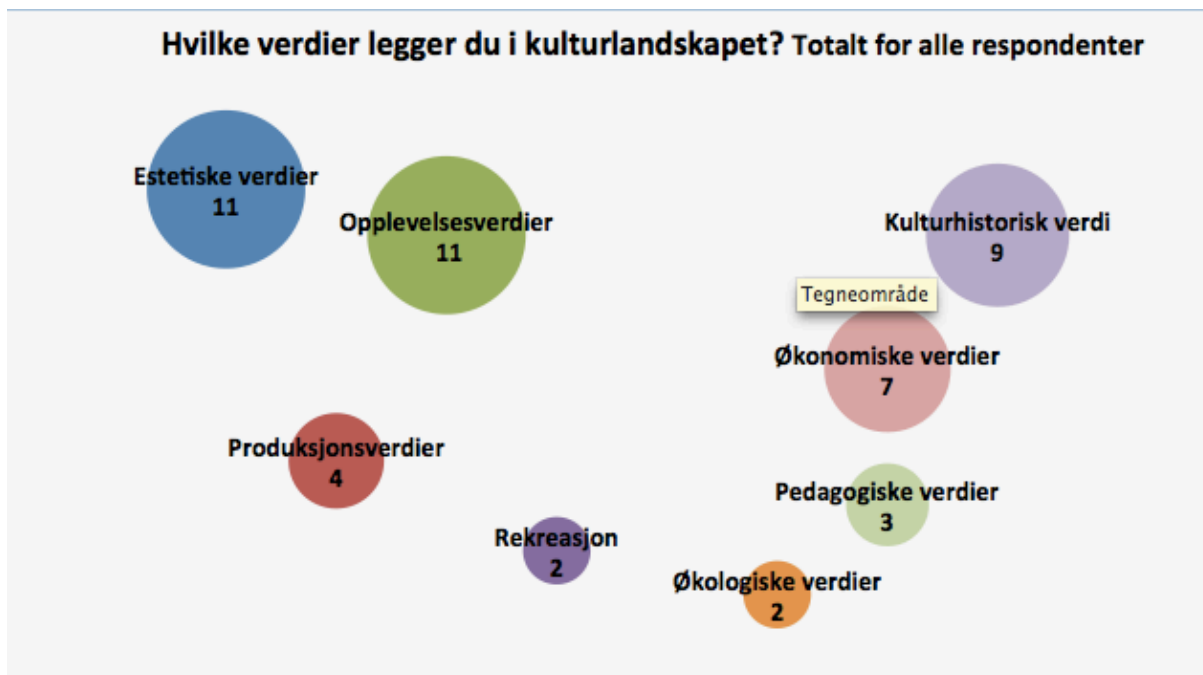 Hvilke verdier legger du i kulturlandskapet? Totalt for alle respondenter
Estetiske verdier
11
Opplevelsesverdier
11
Kulturhistorisk verdi
9
Tegneområde
Økonomiske verdier
7
Produksjonsverdier
4
Pedagogiske verdier
3
Rekreasjon
2
Økologiske verdier
2